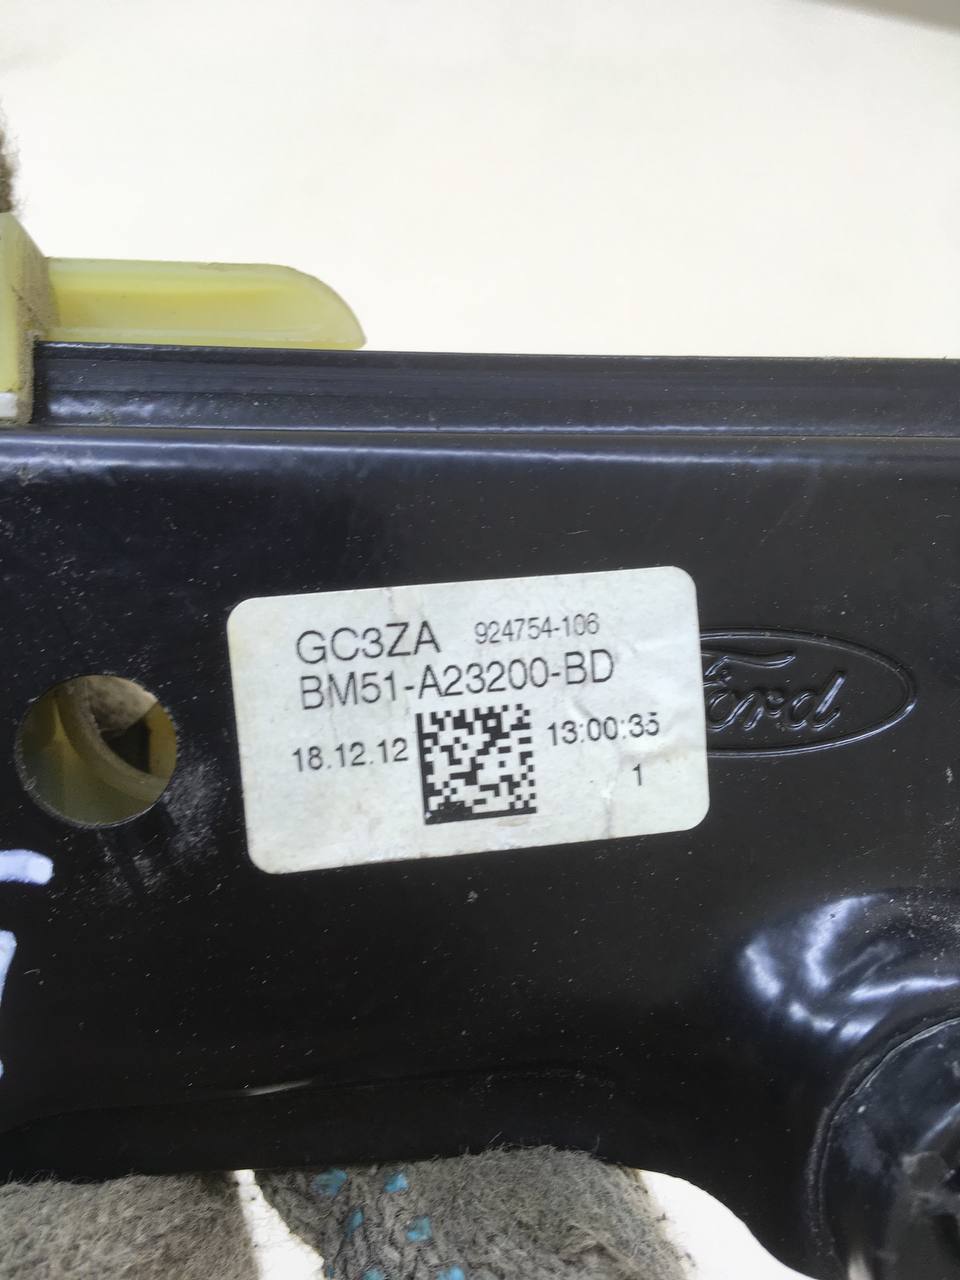 GC3ZA 924754-106
BM51-A23200-BD
18.12.12 13:00:35
1
Ford